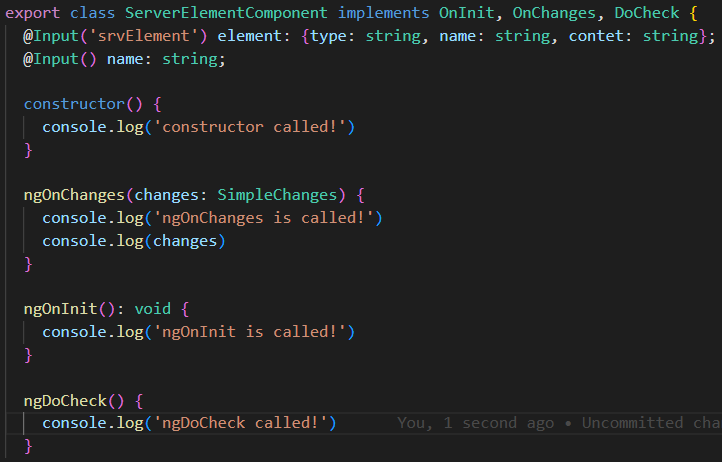 export class ServerElementComponent implements OnInit, OnChanges, DoCheck {
@Input('srvElement') element: {type: string, name: string, contet: string};
@Input() name: string;
constructor() {
console.log('constructor called!')
}
ngOnChanges(changes: SimpleChanges) {
console.log('ngOnChanges is called!')
console.log(changes)
}
ngOnInit(): void {
console.log('ngOnInit is called!')
}
ngDoCheck() {
console.log('ngDoCheck called!') You, 1 second ago • Uncommitted cha
}